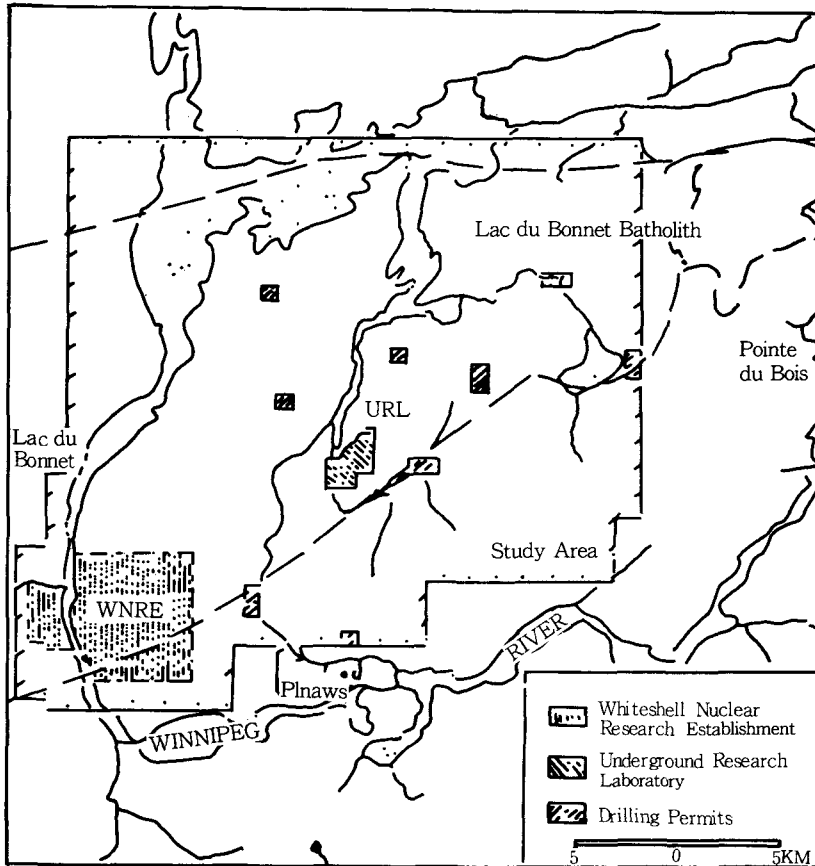 Lac du Bonnet Batholith
Pointe
du Bois
URL
Lac du
Bonnet
Study Area
WNRE
RIVER
Plnaws
WINNIPEG
Whiteshell Nuclear
Research Establishment
Underground Research
Laboratory
Drilling Permits
5 0 5KM